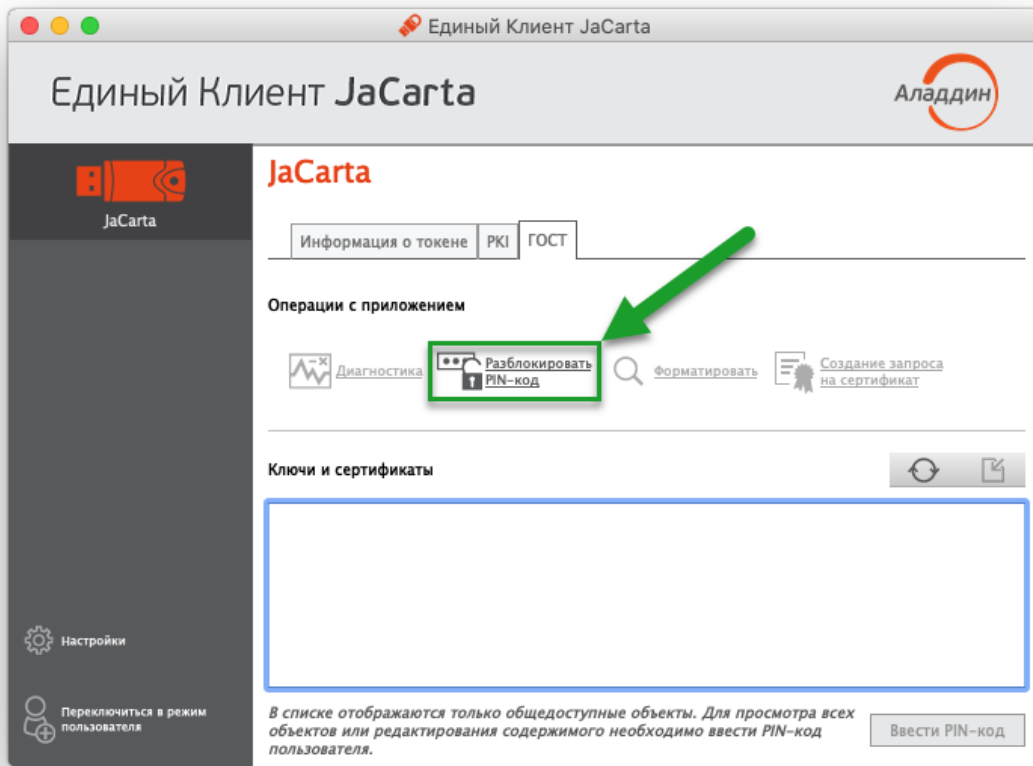 Единый Клиент JaCarta
Единый Клиент JaCarta
Аладдин
JaCarta
JaCarta
Информация о токене
PKI
ГОСТ
Операции с приложением
Диагностика
Разблокировать
PIN-код
Форматировать
Создание запроса
на сертификат
Ключи и сертификаты
Настройки
Переключиться в режим
пользователя
В списке отображаются только общедоступные объекты. Для просмотра всех
объектов или редактирования содержимого необходимо ввести PIN-код
пользователя.
Ввести PIN-код